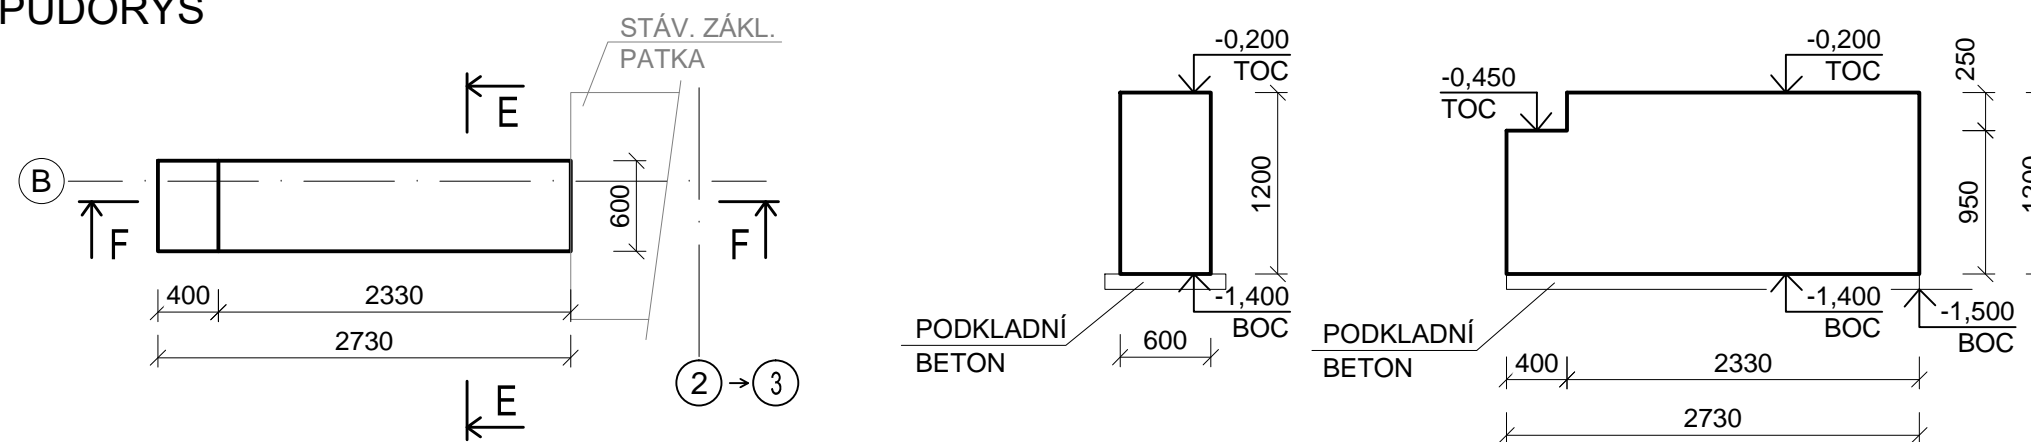 PŮDORYS
STÁV. ZÁKL.
PATKA
E
B
F
F
600
400
2330
2730
E
2
3
-0,200
TOC
1200
-1,400
BOC
PODKLADNÍ
BETON
600
-0,450
TOC
-0,200
TOC
250
950
-1,400
BOC
-1,500
BOC
PODKLADNÍ
BETON
400
2330
2730